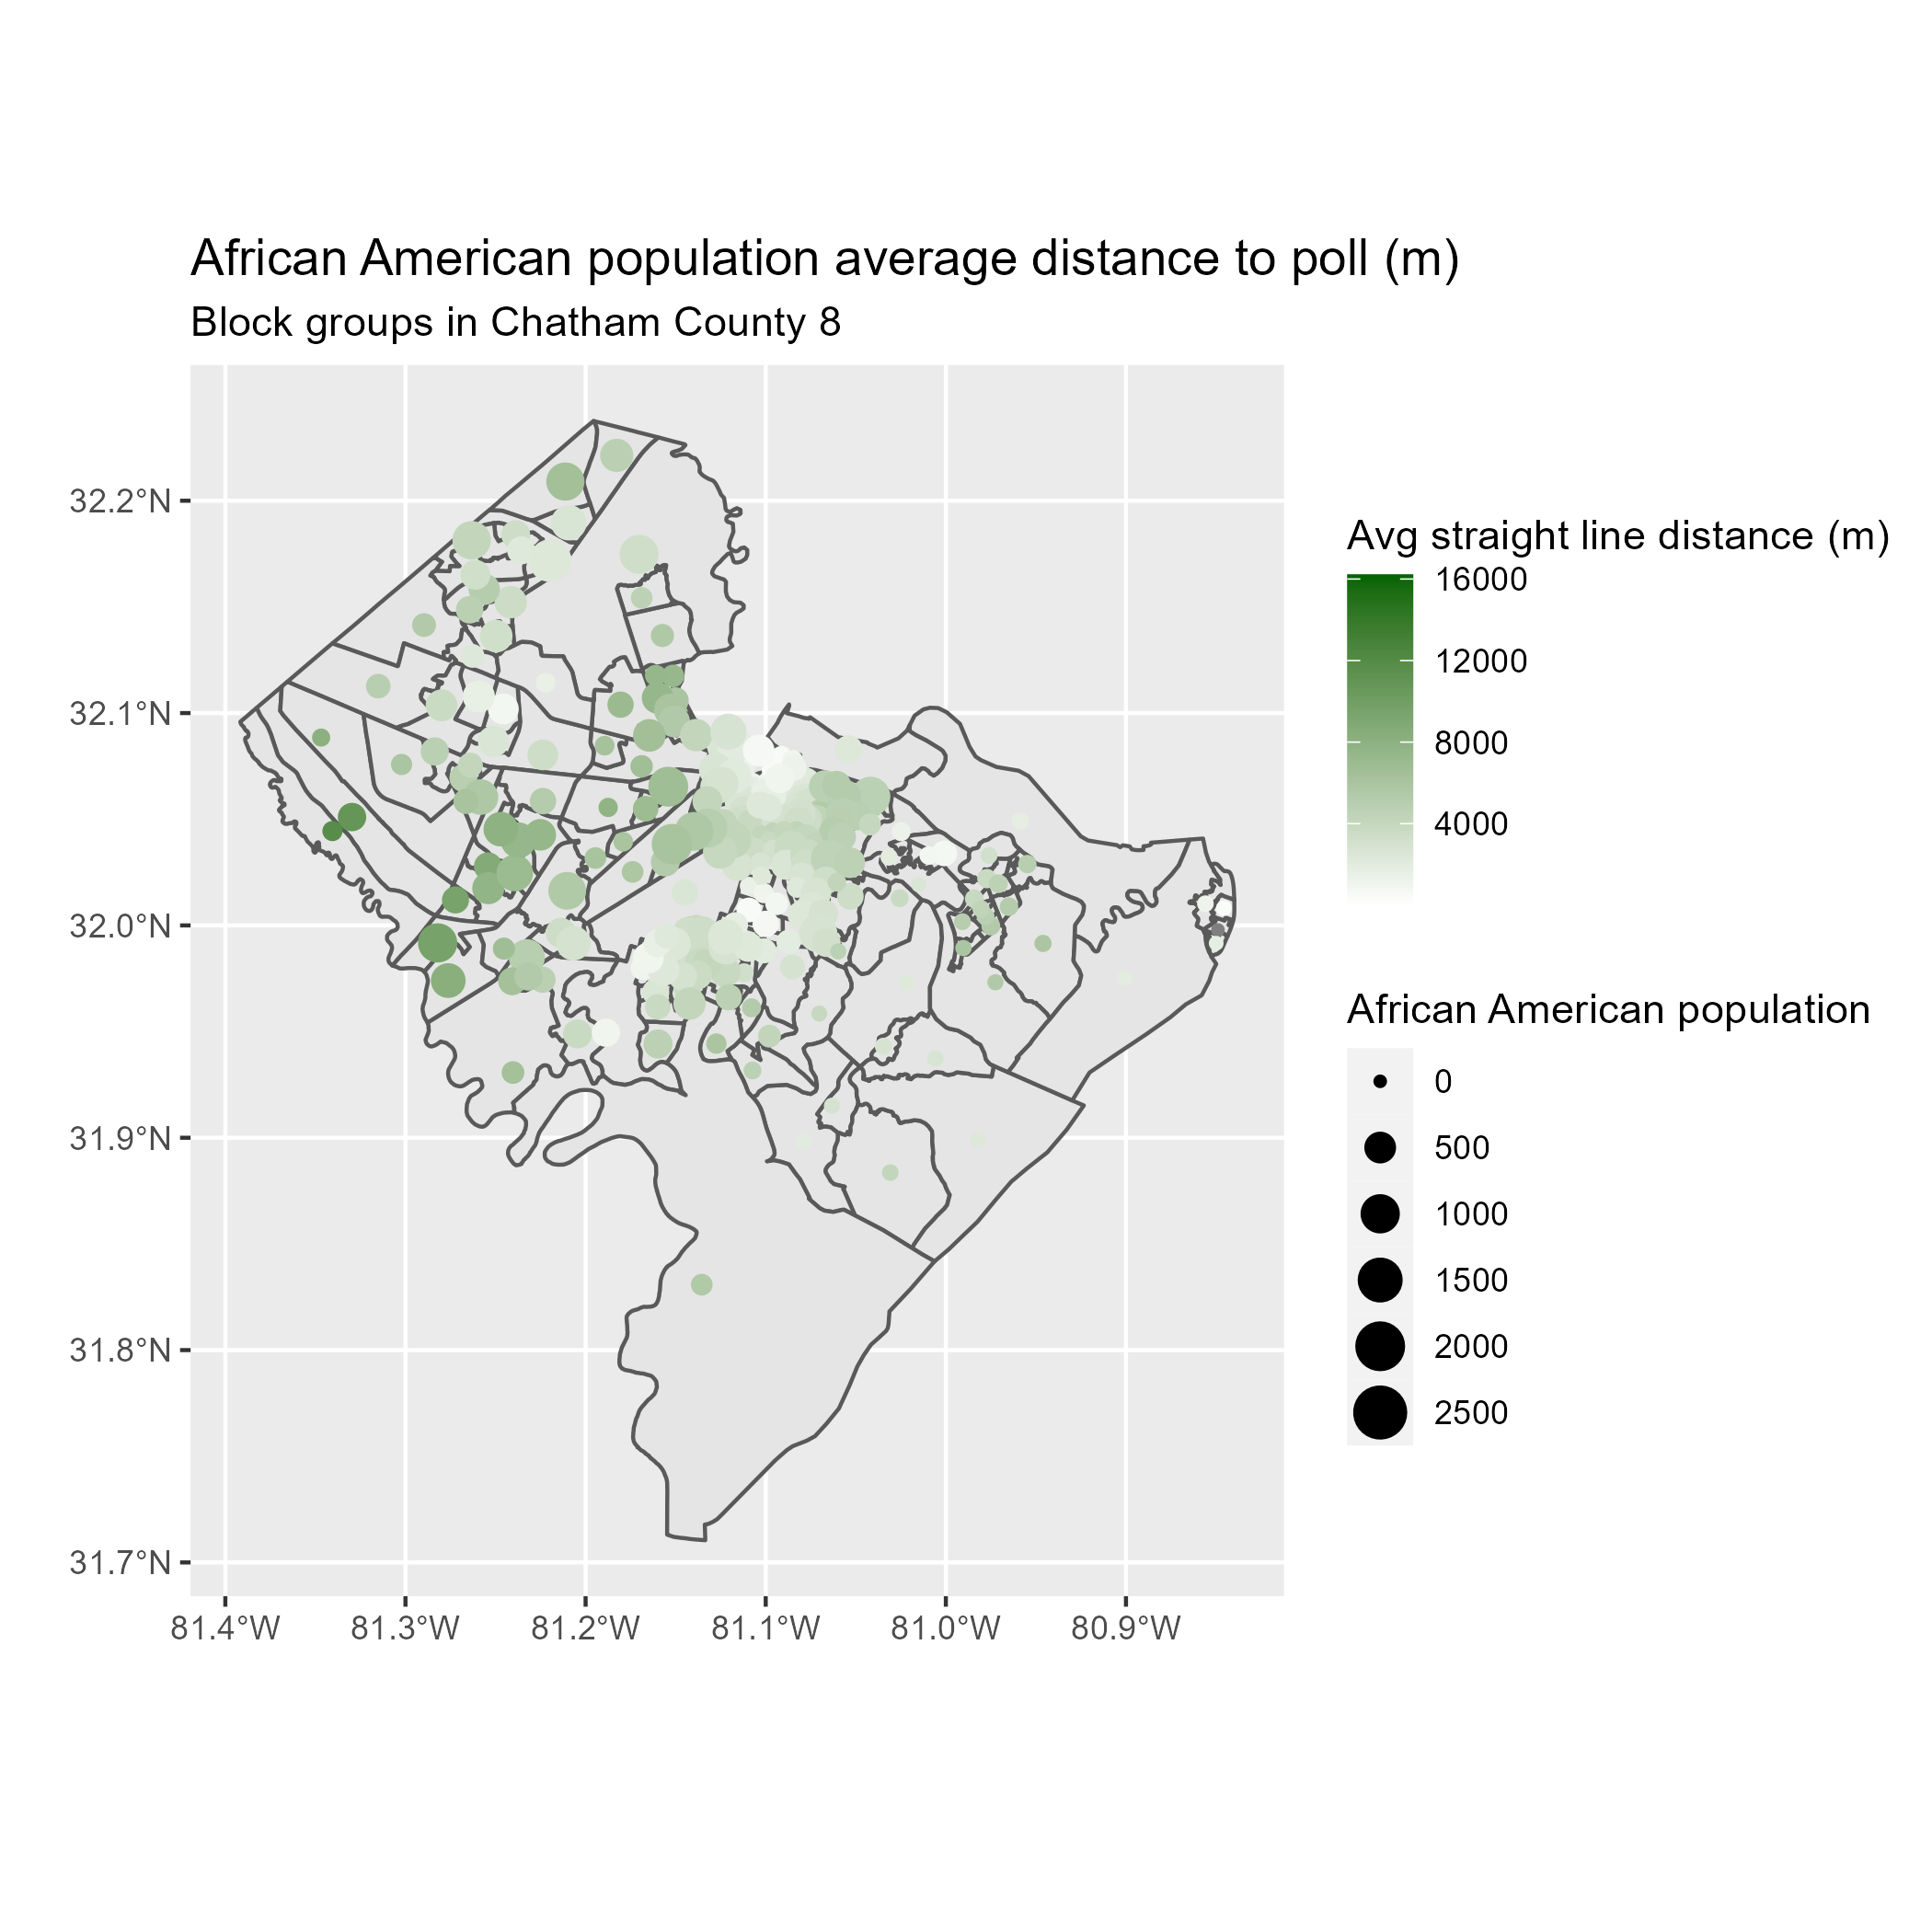 African American population average distance to poll (m)
Block groups in Chatham County 8
32.2°N
32.1°N
32.0°N
31.9°N
31.8°N
31.7°N
81.4°W
81.3°W
81.2°W
81.1°W
81.0°W
80.9°W
Avg straight line distance (m)
16000
12000
8000
4000
African American population
0
500
1000
1500
2000
2500